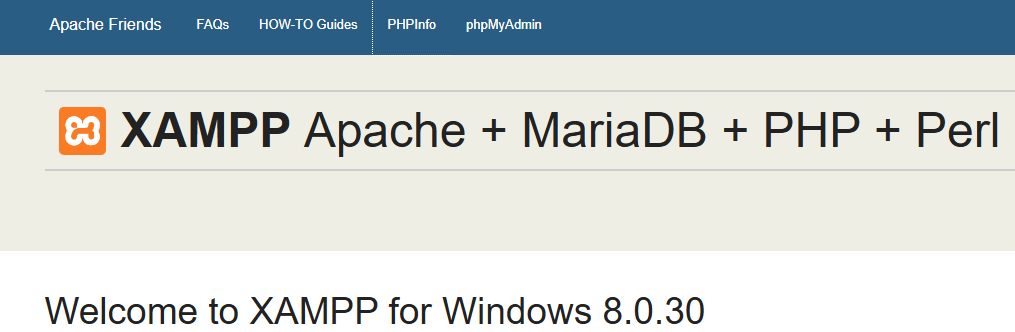 Apache Friends FAQs HOW-TO Guides PHPInfo phpMyAdmin
XAMPP Apache + MariaDB + PHP + Perl
Welcome to XAMPP for Windows 8.0.30